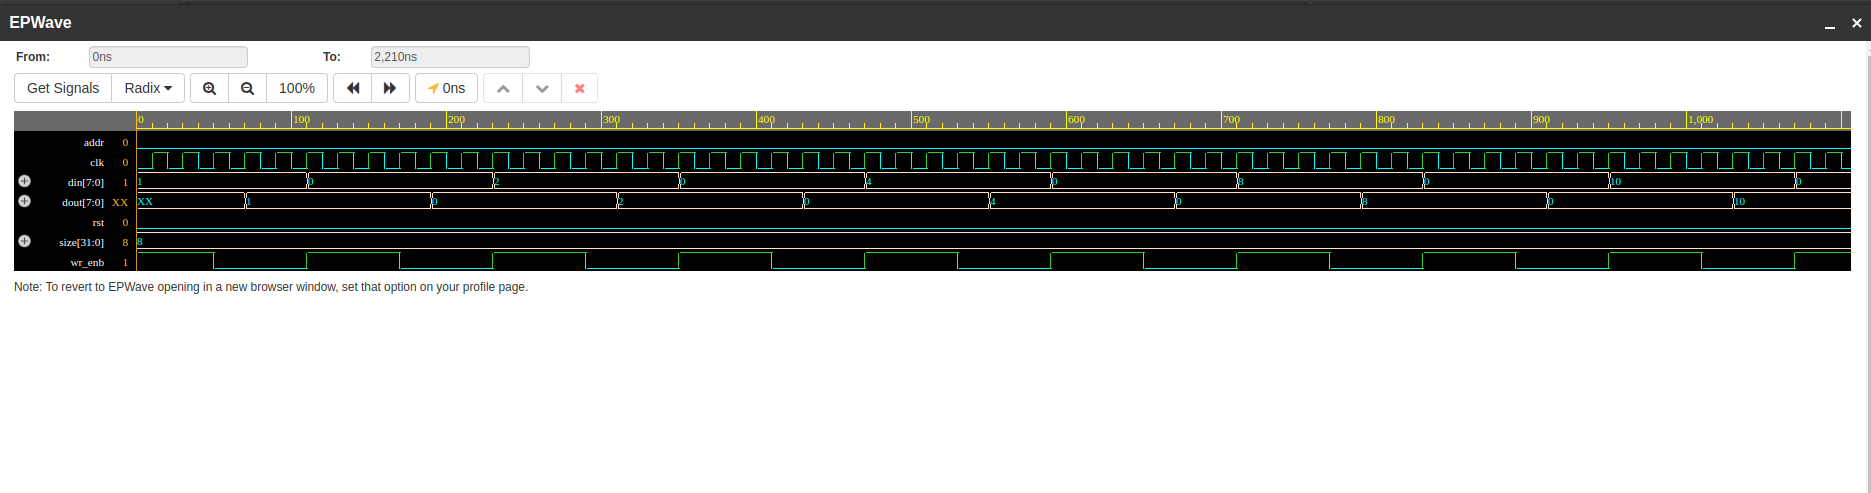 EPWave
From: 0ns To: 2,210ns
Get Signals Radix 100% 0ns
0 100 200 300 400 500 600 700 800 900 1,000
addr 0
clk 0
din[7:0] 1 1 0 2 0 4 0 8 0 10 0
dout[7:0] XX XX 1 0 2 0 4 0 8 0 10
rst 0
size[31:0] 8 8
wr_enb 1
Note: To revert to EPWave opening in a new browser window, set that option on your profile page.